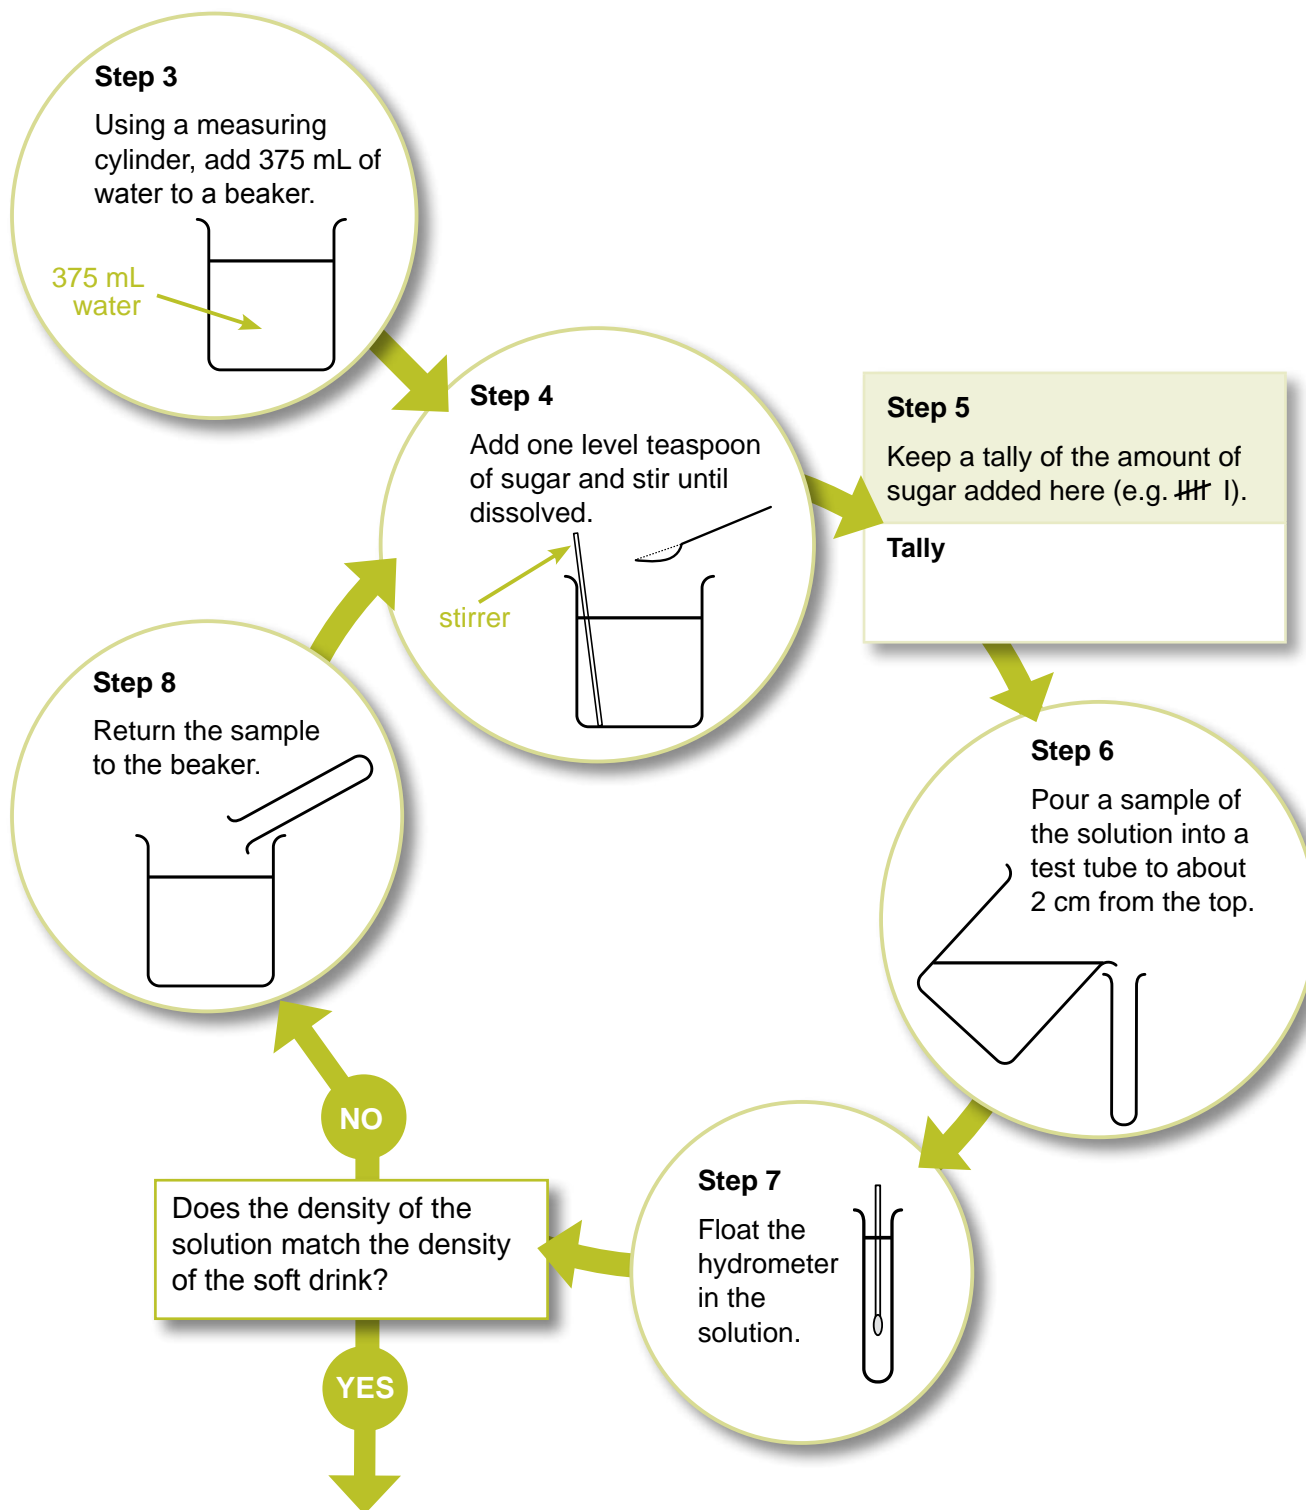 Step 3
Using a measuring
cylinder, add 375 mL of
water to a beaker.
375 mL
water
Step 4
Add one level teaspoon
of sugar and stir until
dissolved.
stirrer
Step 5
Keep a tally of the amount of
sugar added here (e.g. 卌 I).
Tally
Step 6
Pour a sample of
the solution into a
test tube to about
2 cm from the top.
Step 7
Float the
hydrometer
in the
solution.
Does the density of the
solution match the density
of the soft drink?
NO
YES
Step 8
Return the sample
to the beaker.